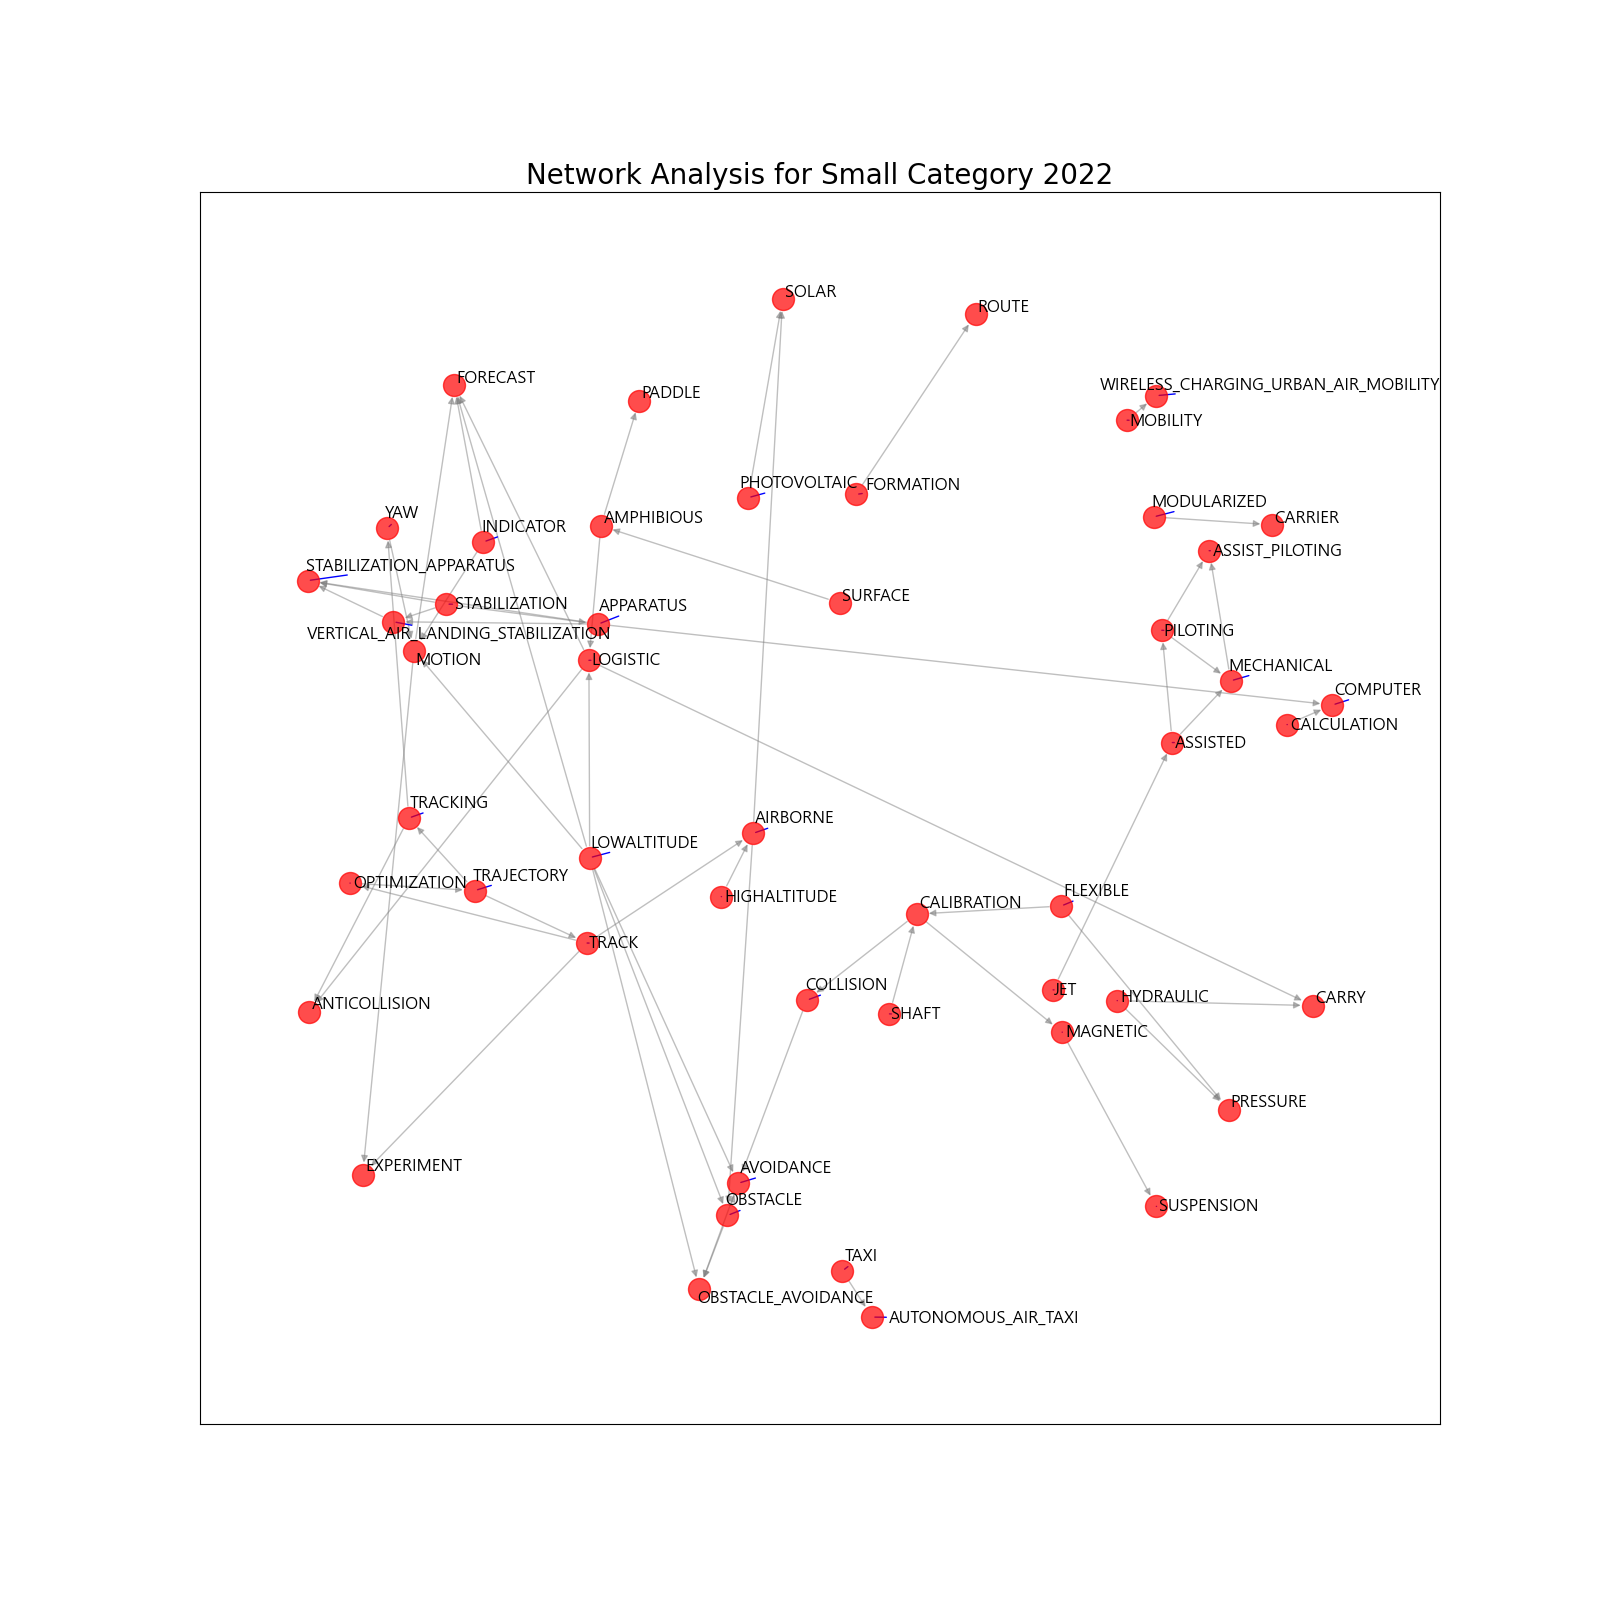 Network Analysis for Small Category 2022
SOLAR
ROUTE
FORECAST
WIRELESS_CHARGING_URBAN_AIR_MOBILITY
PADDLE
MOBILITY
PHOTOVOLTAIC
FORMATION
MODULARIZED
YAW
AMPHIBIOUS
CARRIER
INDICATOR
ASSIST_PILOTING
STABILIZATION_APPARATUS
SURFACE
STABILIZATION
APPARATUS
PILOTING
VERTICAL_AIR_LANDING_STABILIZATION
MOTION
LOGISTIC
MECHANICAL
COMPUTER
CALCULATION
ASSISTED
TRACKING
AIRBORNE
LOWALTITUDE
TRAJECTORY
OPTIMIZATION
FLEXIBLE
HIGHALTITUDE
CALIBRATION
TRACK
COLLISION
JET
HYDRAULIC
CARRY
ANTICOLLISION
SHAFT
MAGNETIC
PRESSURE
EXPERIMENT
AVOIDANCE
OBSTACLE
SUSPENSION
TAXI
OBSTACLE_AVOIDANCE
AUTONOMOUS_AIR_TAXI